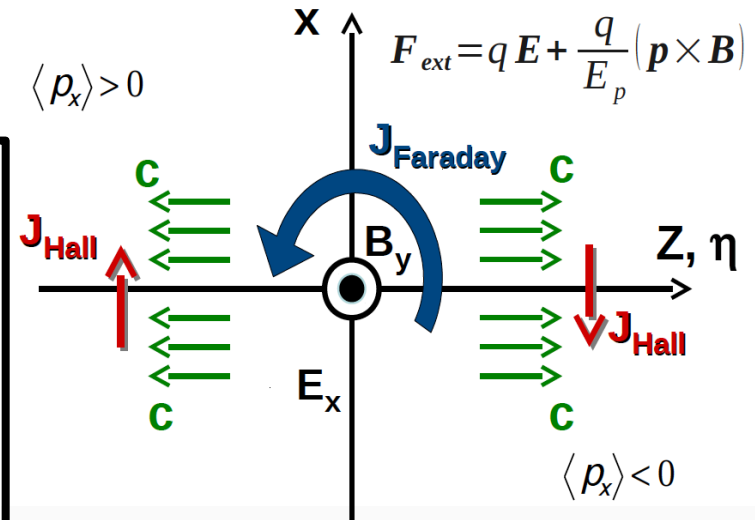 x
F_ext = q E + q/E_p ( p × B )
⟨p_x⟩ > 0
J_Faraday
c
c
J_Hall
B_y
Z, η
J_Hall
E_x
c
c
⟨p_x⟩ < 0